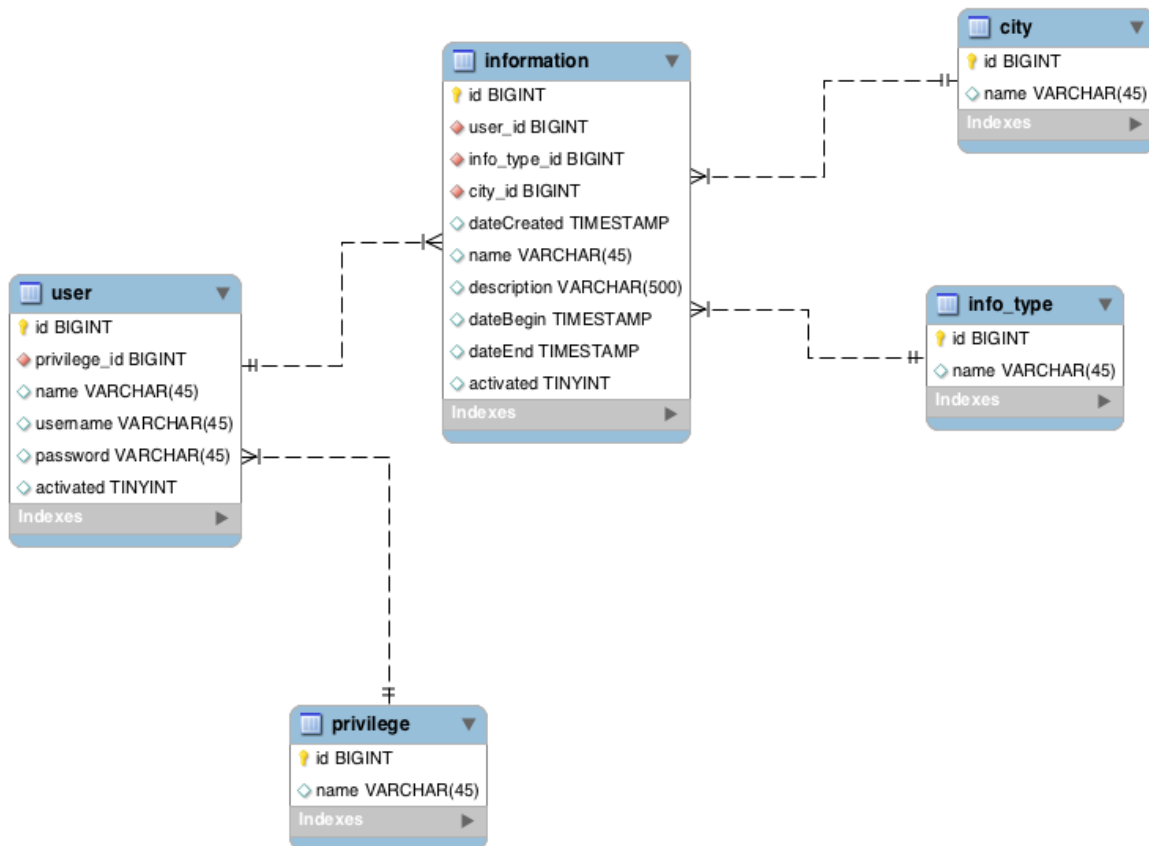 city
id BIGINT
name VARCHAR(45)
Indexes
information
id BIGINT
user_id BIGINT
info_type_id BIGINT
city_id BIGINT
dateCreated TIMESTAMP
name VARCHAR(45)
description VARCHAR(500)
dateBegin TIMESTAMP
dateEnd TIMESTAMP
activated TINYINT
Indexes
user
id BIGINT
privilege_id BIGINT
name VARCHAR(45)
username VARCHAR(45)
password VARCHAR(45)
activated TINYINT
Indexes
info_type
id BIGINT
name VARCHAR(45)
Indexes
privilege
id BIGINT
name VARCHAR(45)
Indexes